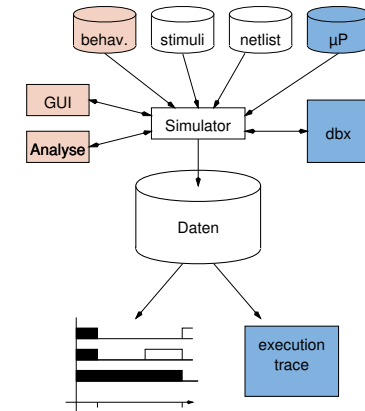 behav.
stimuli
netlist
µP
GUI
Simulator
dbx
Analyse
Daten
execution
trace